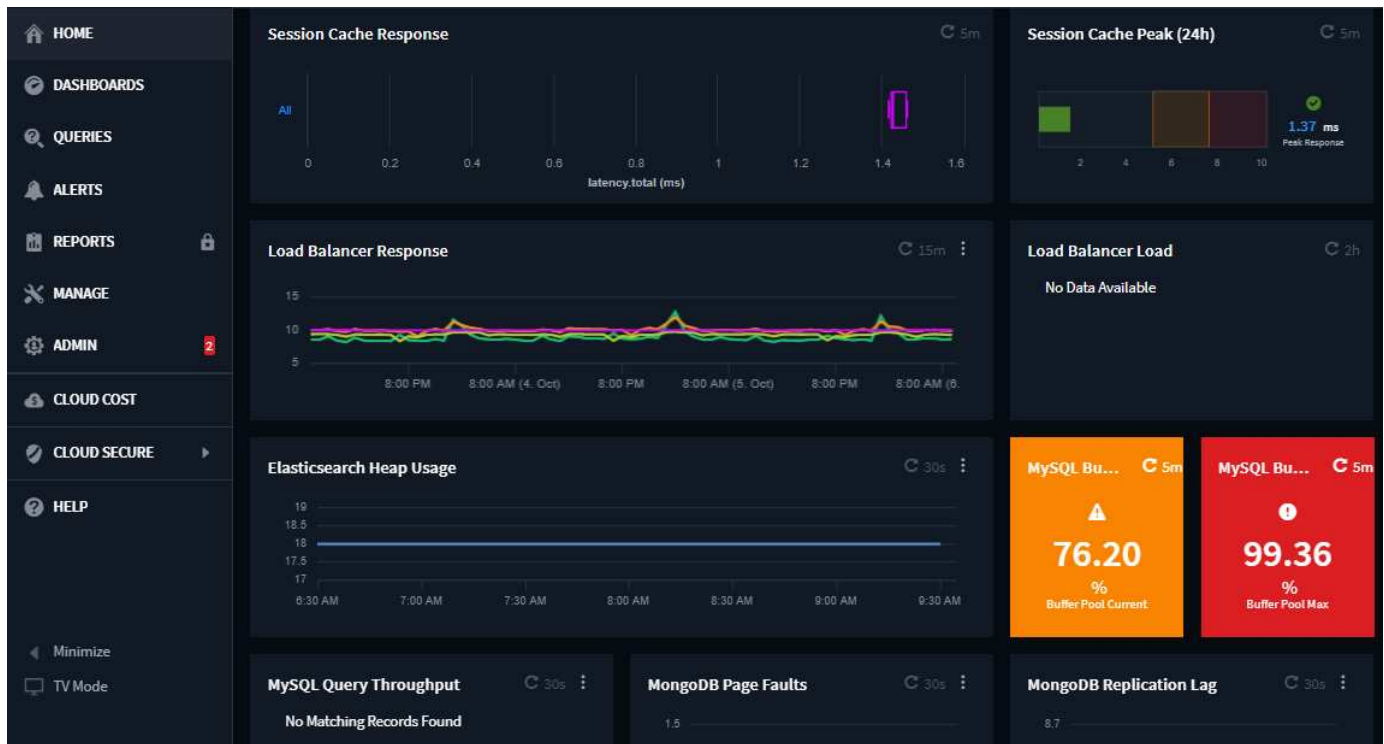 HOME
DASHBOARDS
QUERIES
ALERTS
REPORTS
MANAGE
ADMIN
2
CLOUD COST
CLOUD SECURE
HELP
Minimize
TV Mode
Session Cache Response
5m
All
0 0.2 0.4 0.6 0.8 1 1.2 1.4 1.6
latency.total (ms)
Session Cache Peak (24h)
5m
1.37 ms
Peak Response
2 4 6 8 10
Load Balancer Response
15m
15
10
5
8:00 PM 8:00 AM (4. Oct) 8:00 PM 8:00 AM (5. Oct) 8:00 PM 8:00 AM (6.
Load Balancer Load
2h
No Data Available
Elasticsearch Heap Usage
30s
19
18.5
18
17.5
17
6:30 AM 7:00 AM 7:30 AM 8:00 AM 8:30 AM 9:00 AM 9:30 AM
MySQL Bu... 5m
76.20
%
Buffer Pool Current
MySQL Bu... 5m
99.36
%
Buffer Pool Max
MySQL Query Throughput
30s
No Matching Records Found
MongoDB Page Faults
30s
1.5
MongoDB Replication Lag
30s
8.7